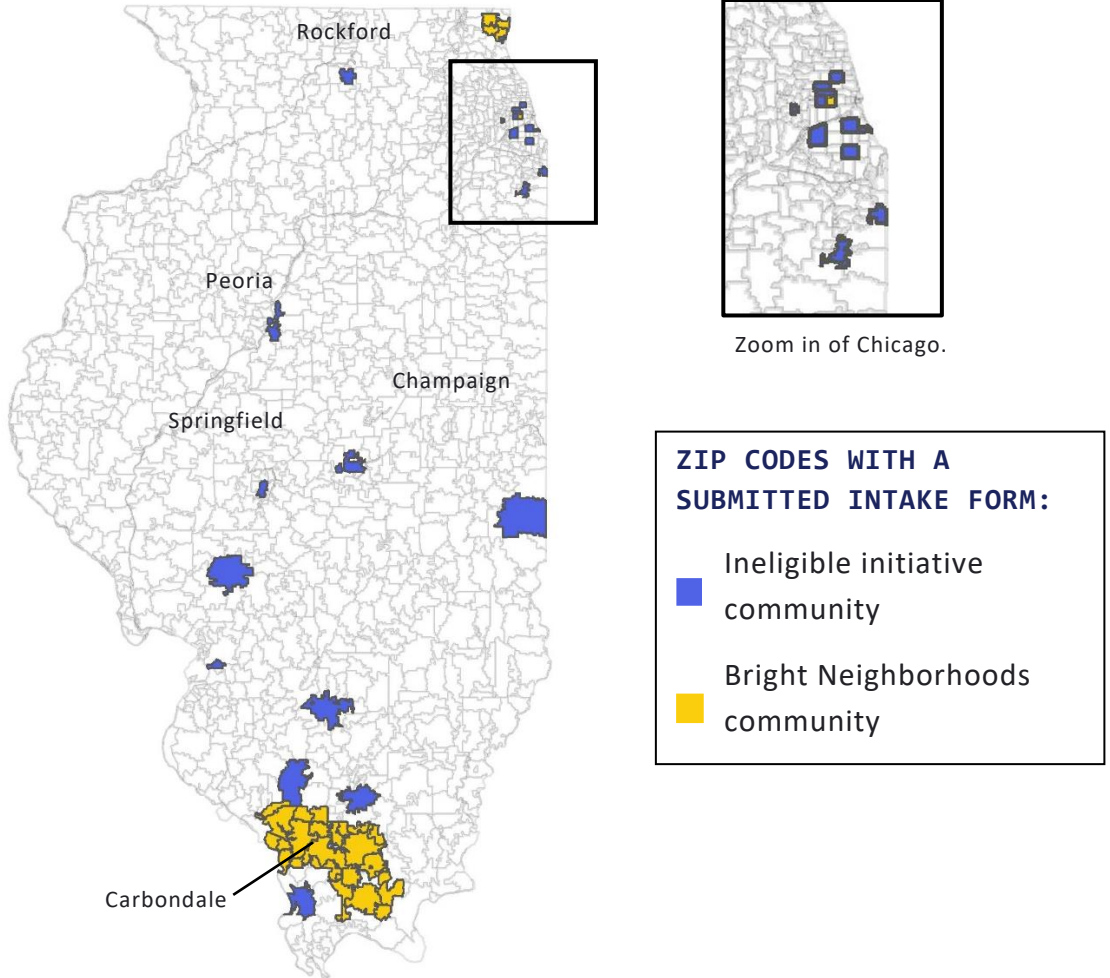 Rockford
Peoria
Champaign
Springfield
Carbondale
Zoom in of Chicago.
ZIP CODES WITH A
SUBMITTED INTAKE FORM:
Ineligible initiative
community
Bright Neighborhoods
community